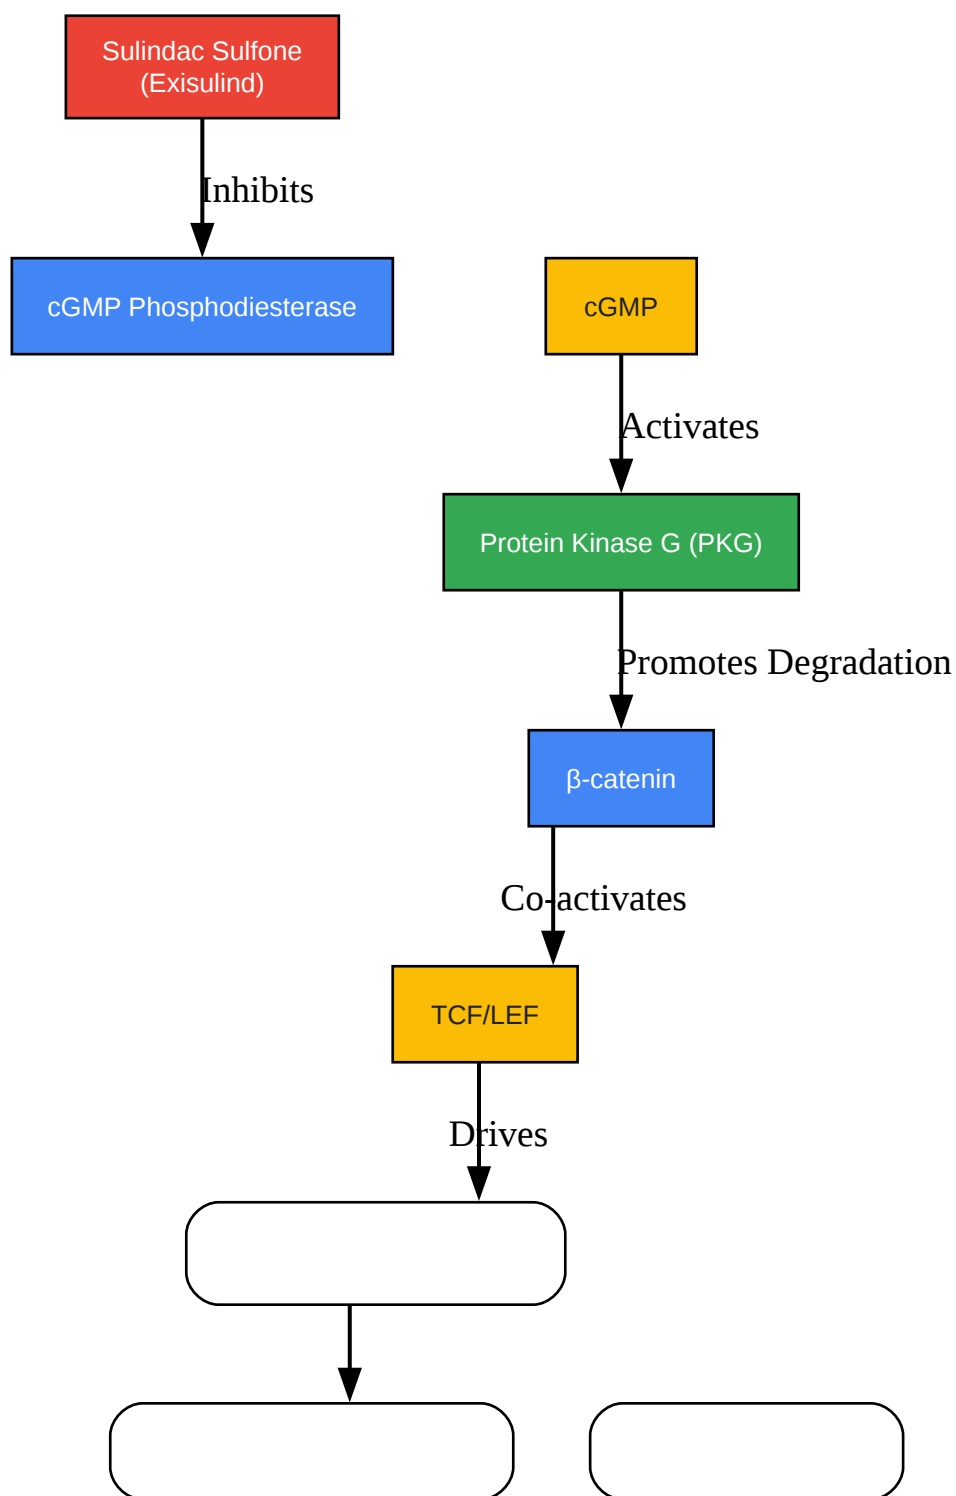 Sulindac Sulfone
(Exisulind)
Inhibits
cGMP Phosphodiesterase
cGMP
Activates
Protein Kinase G (PKG)
Promotes Degradation
β-catenin
Co-activates
TCF/LEF
Drives